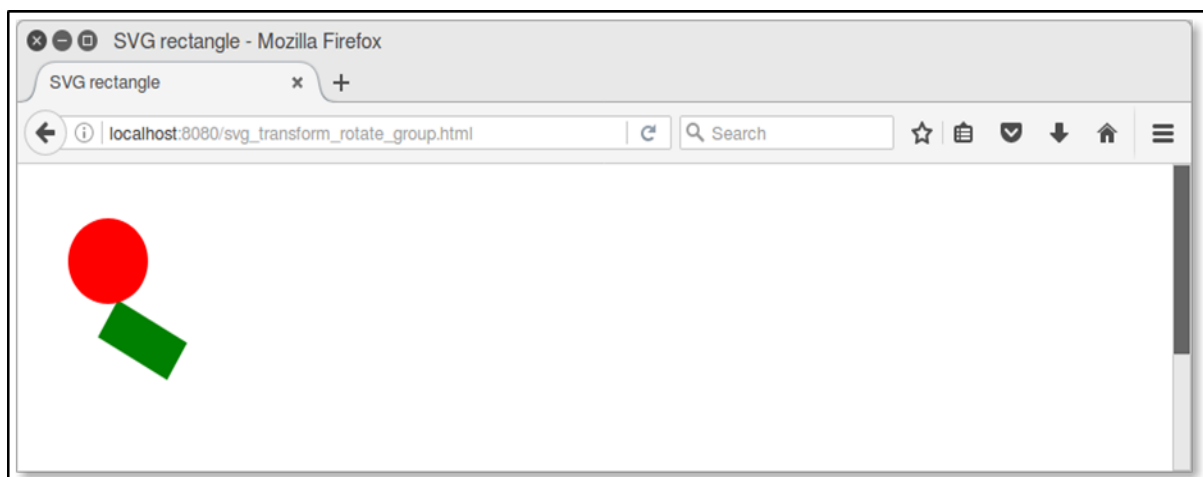 SVG rectangle - Mozilla Firefox
SVG rectangle
localhost:8080/svg_transform_rotate_group.html
Search